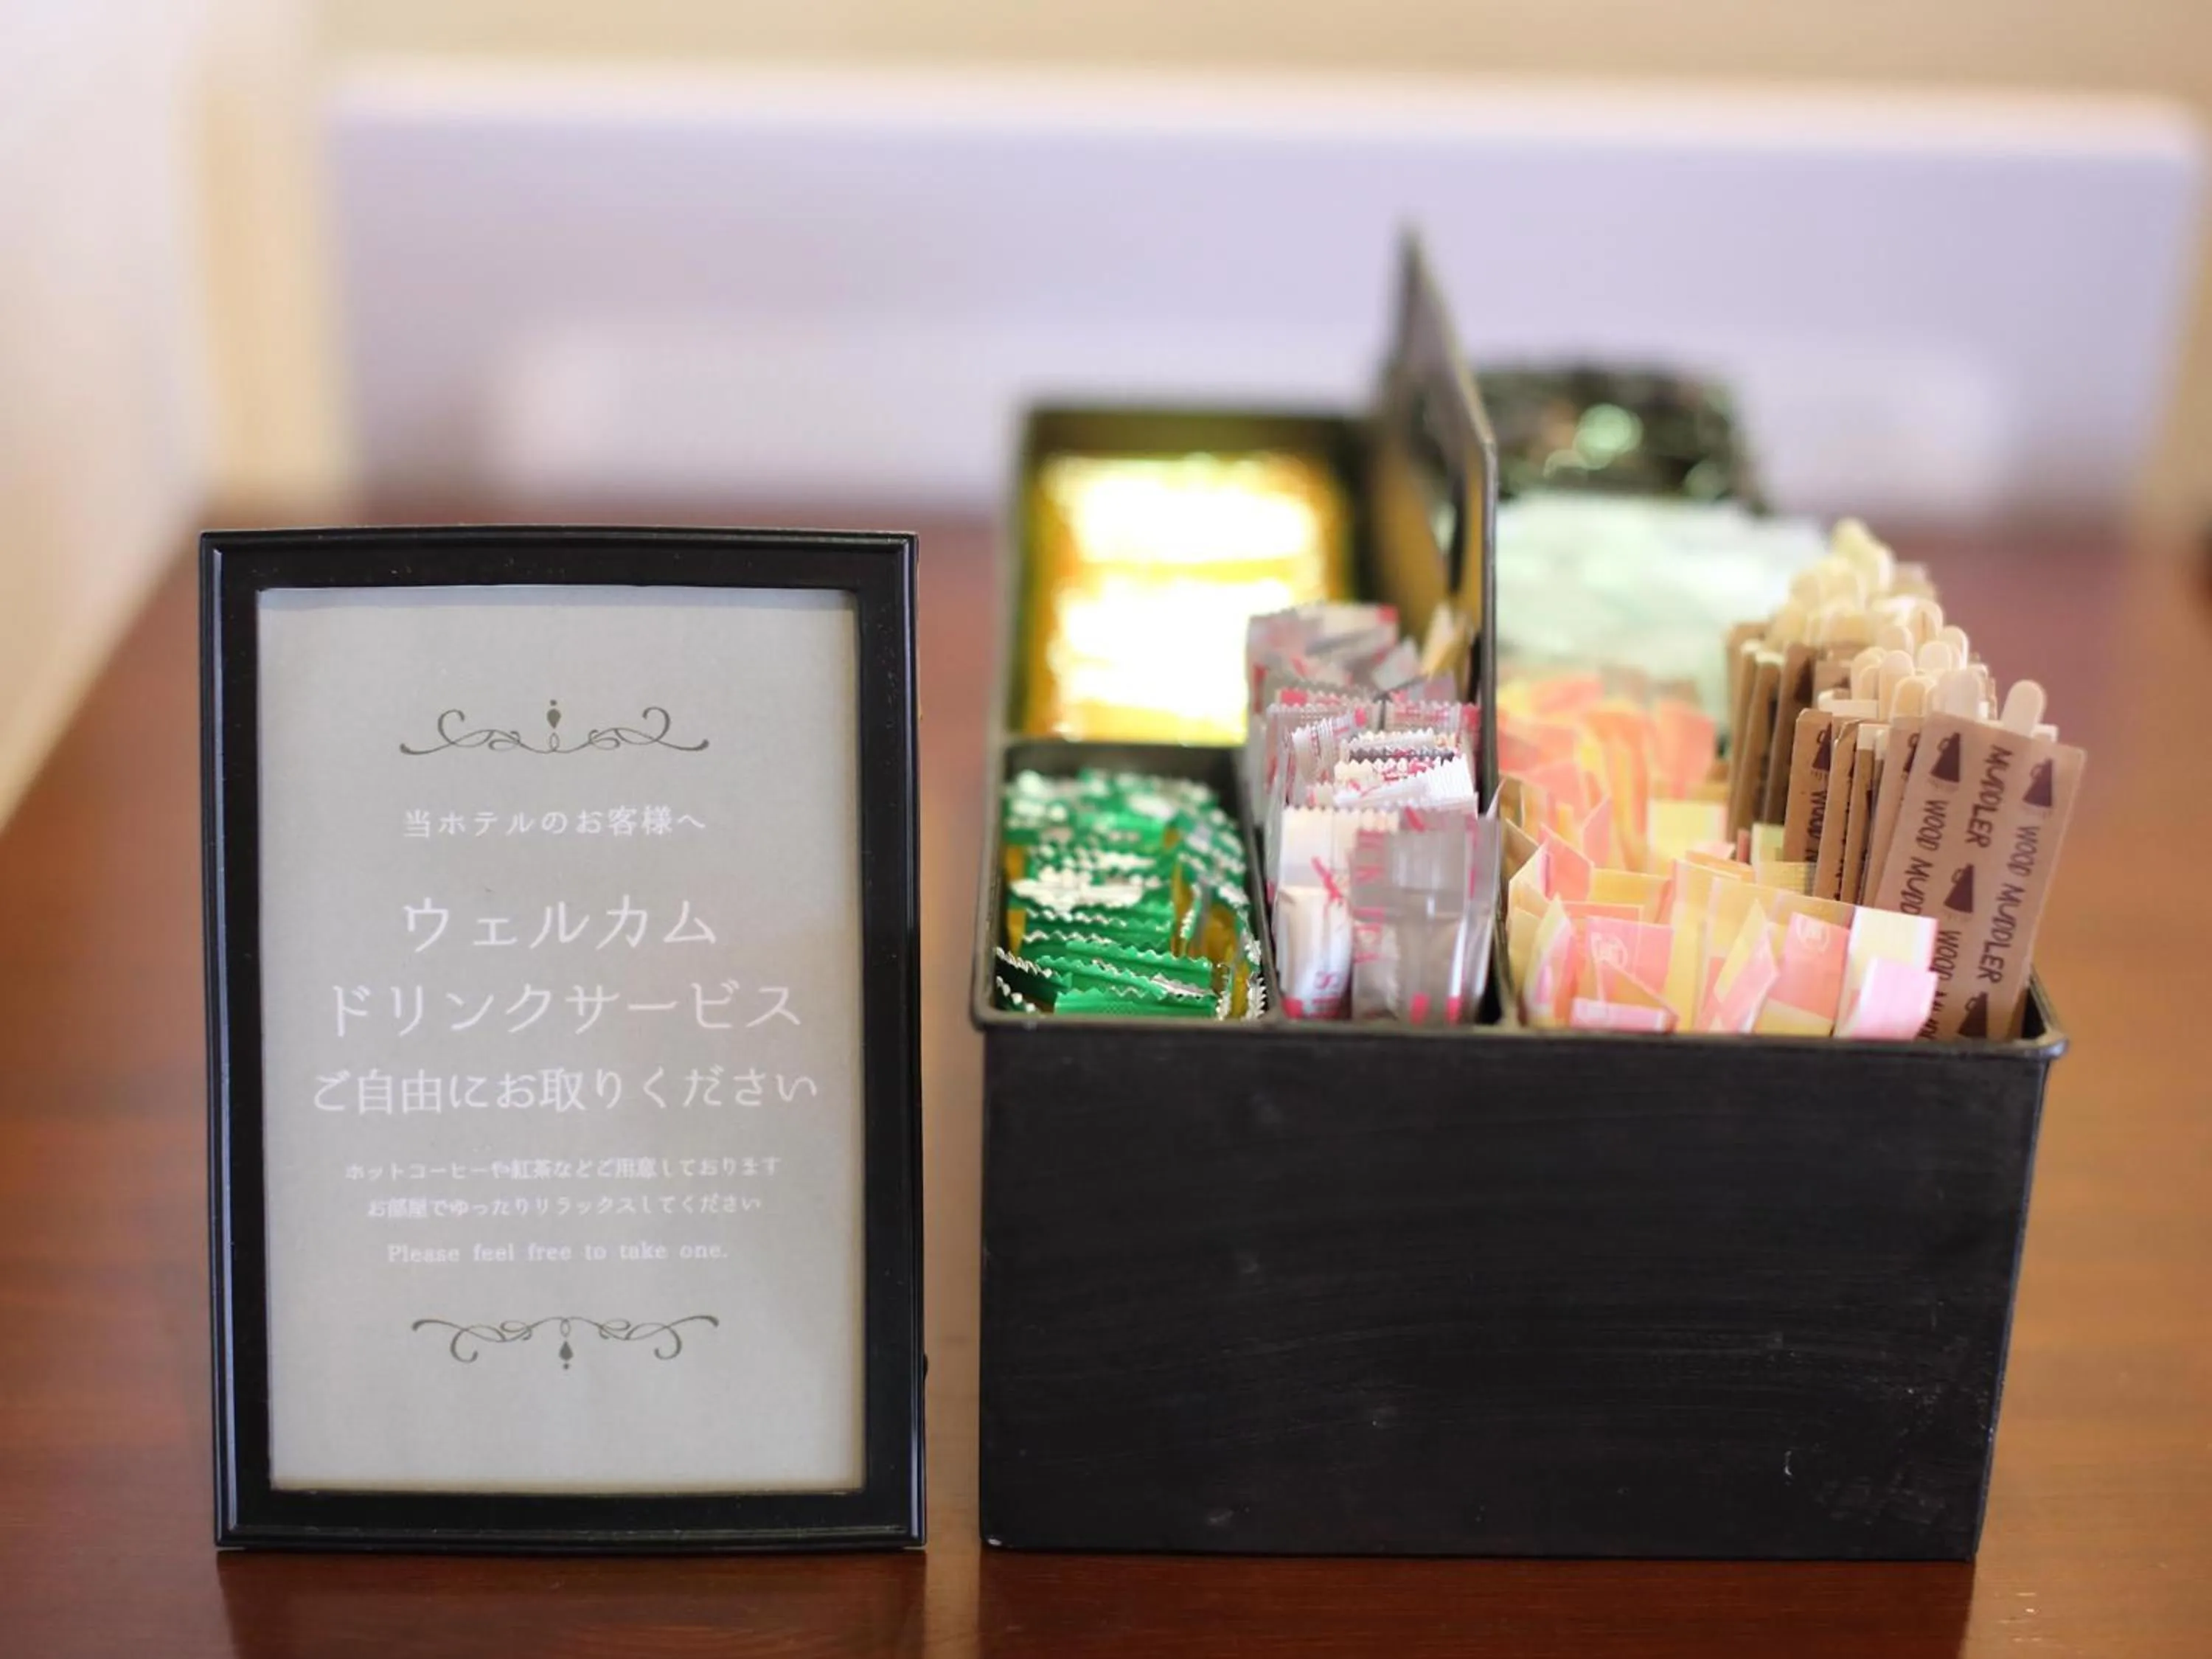 当ホテルのお客様へ
ウェルカム
ドリンクサービス
ご自由にお取りください
ホットコーヒーや紅茶などご用意しております
お部屋でゆったりリラックスしてください
Please feel free to take one.
MUDDLER
WOOD MUDDLER
WOOD